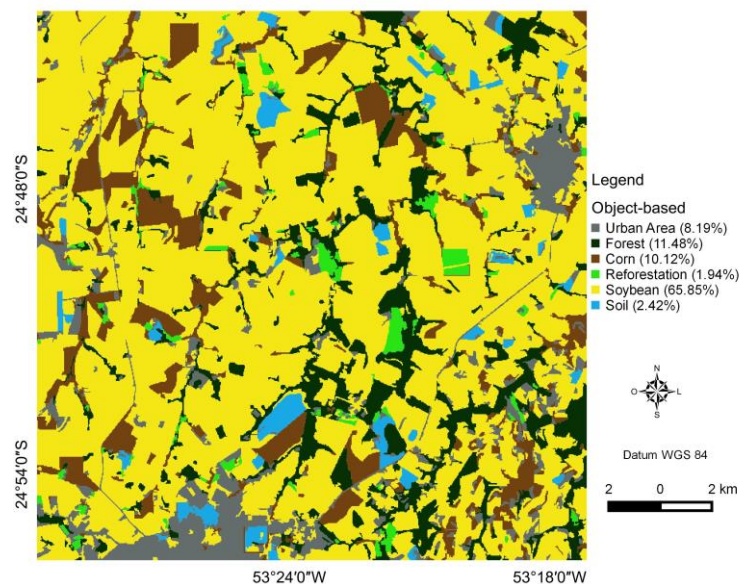 24°48'0"S
24°54'0"S
53°24'0"W
53°18'0"W
Legend
Object-based
Urban Area (8.19%)
Forest (11.48%)
Corn (10.12%)
Reforestation (1.94%)
Soybean (65.85%)
Soil (2.42%)
N
O
L
S
Datum WGS 84
2 0 2 km